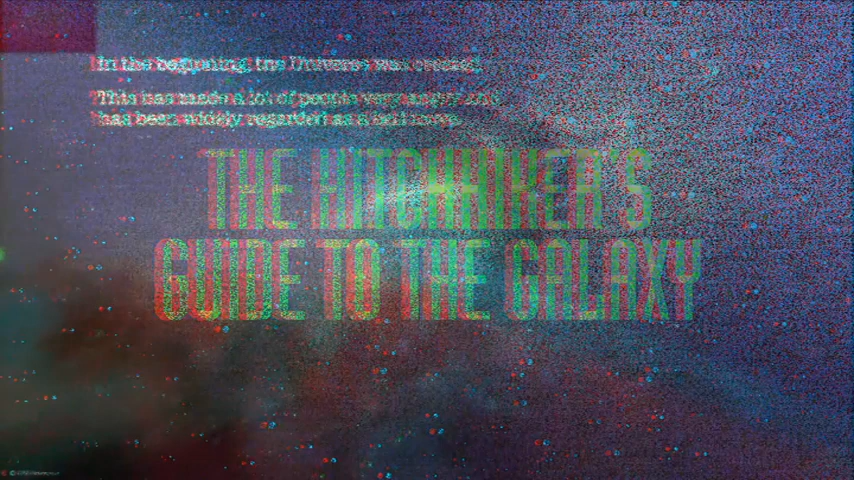 In the beginning the Universe was created.
This has made a lot of people very angry and
has been widely regarded as a bad move.
THE HITCHHIKER'S
GUIDE TO THE GALAXY